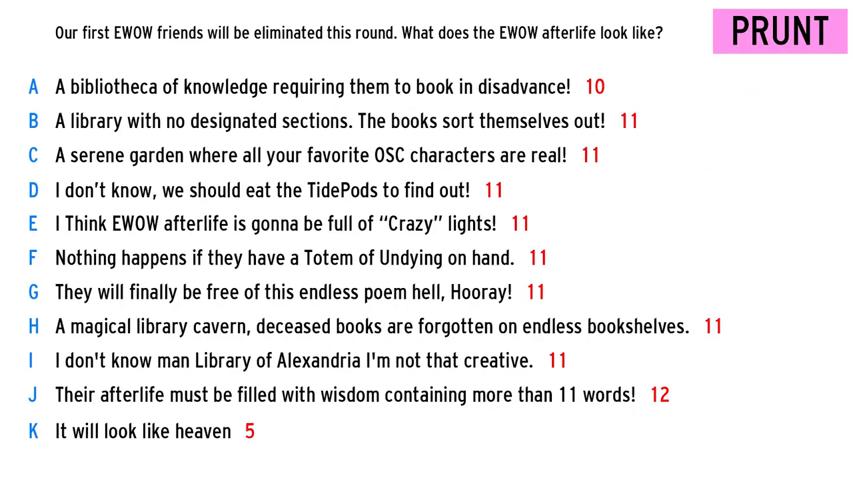 Our first EWOW friends will be eliminated this round. What does the EWOW afterlife look like?
PRUNT
A A bibliotheca of knowledge requiring them to book in disadvance! 10
B A library with no designated sections. The books sort themselves out! 11
C A serene garden where all your favorite OSC characters are real! 11
D I don’t know, we should eat the TidePods to find out! 11
E I Think EWOW afterlife is gonna be full of “Crazy” lights! 11
F Nothing happens if they have a Totem of Undying on hand. 11
G They will finally be free of this endless poem hell, Hooray! 11
H A magical library cavern, deceased books are forgotten on endless bookshelves. 11
I I don't know man Library of Alexandria I'm not that creative. 11
J Their afterlife must be filled with wisdom containing more than 11 words! 12
K It will look like heaven 5